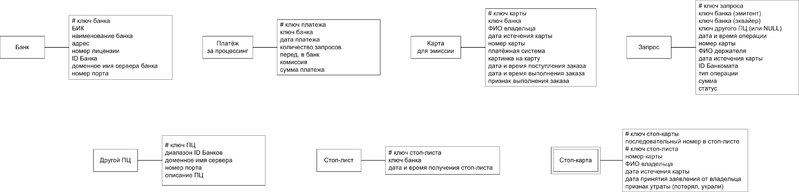 Банк
# ключ банка
БИК
наименование банка
адрес
номер лицензии
ID Банка
доменное имя сервера банка
номер порта
Платёж
за процессинг
# ключ платежа
ключ банка
дата платежа
количество запросов
перед. в банк
комиссия
сумма платежа
Карта
для эмиссии
# ключ карты
ключ банка
ФИО владельца
дата истечения карты
номер карты
платёжная система
картинка на карту
дата и время поступления заказа
дата и время выполнения заказа
признак выполнения заказа
Запрос
# ключ запроса
ключ банка (эмитент)
ключ банка (эквайер)
ключ другого ПЦ (или NULL)
дата и время операции
номер карты
ФИО держателя
дата истечения карты
ID Банкомата
тип операции
сумма
статус
Другой ПЦ
# ключ ПЦ
диапазон ID Банков
доменное имя сервера
номер порта
описание ПЦ
Стоп-лист
# ключ стоп-листа
ключ банка
дата и время получения стоп-листа
Стоп-карта
# ключ стоп-карты
последовательный номер в стоп-листе
# ключ стоп-листа
номер карты
ФИО владельца
дата истечения карты
дата принятия заявления от владельца
признак утраты (потерял, украли)